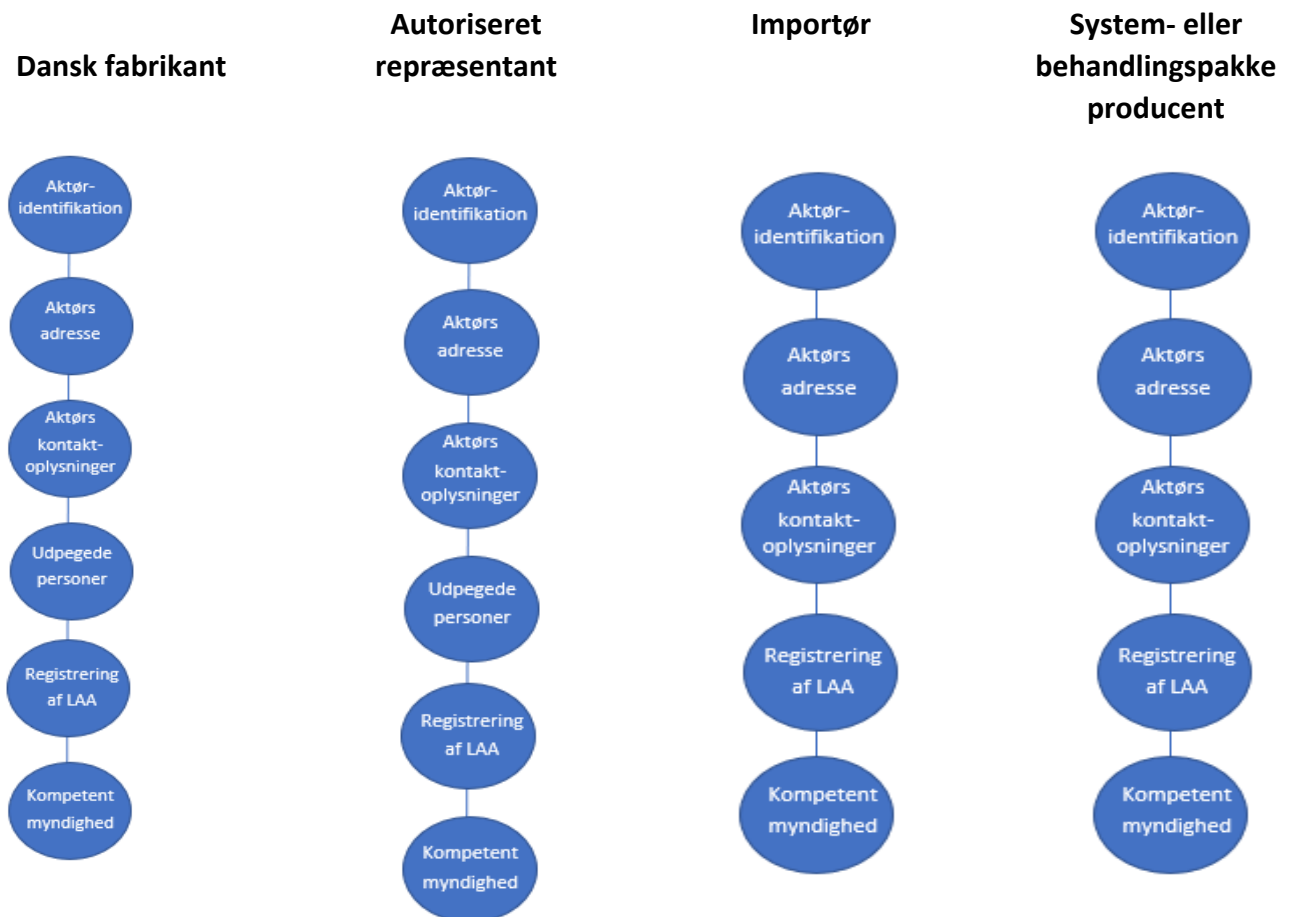 Dansk fabrikant
Aktør-
identifikation
Aktørs
adresse
Aktørs
kontakt-
oplysninger
Udpegede
personer
Registrering
af LAA
Kompetent
myndighed
Autoriseret
repræsentant
Aktør-
identifikation
Aktørs
adresse
Aktørs
kontakt-
oplysninger
Udpegede
personer
Registrering
af LAA
Kompetent
myndighed
Importør
Aktør-
identifikation
Aktørs
adresse
Aktørs
kontakt-
oplysninger
Registrering
af LAA
Kompetent
myndighed
System- eller
behandlingspakke
producent
Aktør-
identifikation
Aktørs
adresse
Aktørs
kontakt-
oplysninger
Registrering
af LAA
Kompetent
myndighed